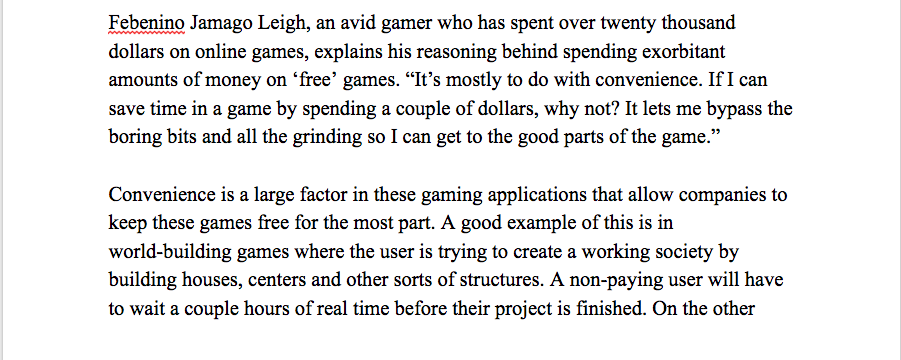 Febenino Jamago Leigh, an avid gamer who has spent over twenty thousand
dollars on online games, explains his reasoning behind spending exorbitant
amounts of money on ‘free’ games. “It’s mostly to do with convenience. If I can
save time in a game by spending a couple of dollars, why not? It lets me bypass the
boring bits and all the grinding so I can get to the good parts of the game.”
Convenience is a large factor in these gaming applications that allow companies to
keep these games free for the most part. A good example of this is in
world-building games where the user is trying to create a working society by
building houses, centers and other sorts of structures. A non-paying user will have
to wait a couple hours of real time before their project is finished. On the other